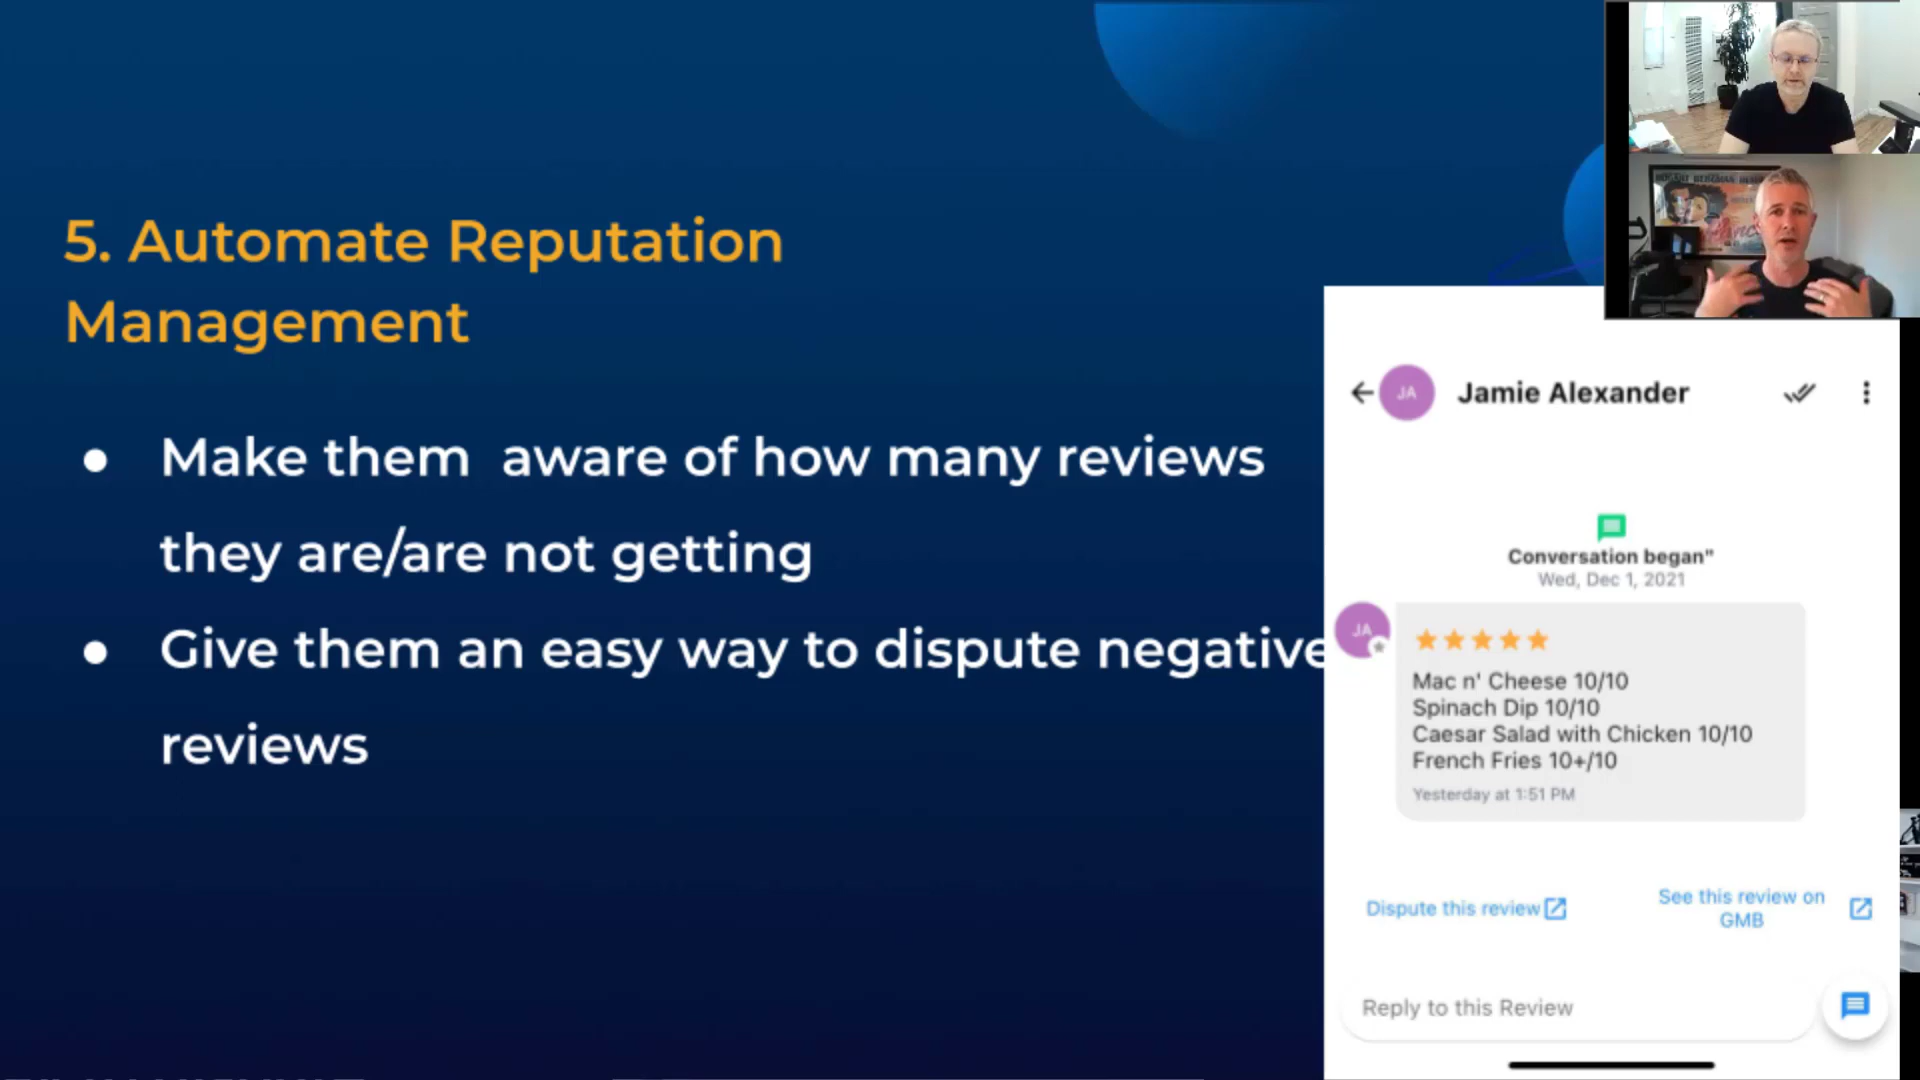 5. Automate Reputation
Management
● Make them  aware of how many reviews
they are/are not getting
● Give them an easy way to dispute negative
reviews
JA
Jamie Alexander
Conversation began"
Wed, Dec 1, 2021
JA
Mac n' Cheese 10/10
Spinach Dip 10/10
Caesar Salad with Chicken 10/10
French Fries 10+/10
Yesterday at 1:51 PM
Dispute this review
See this review on
GMB
Reply to this Review